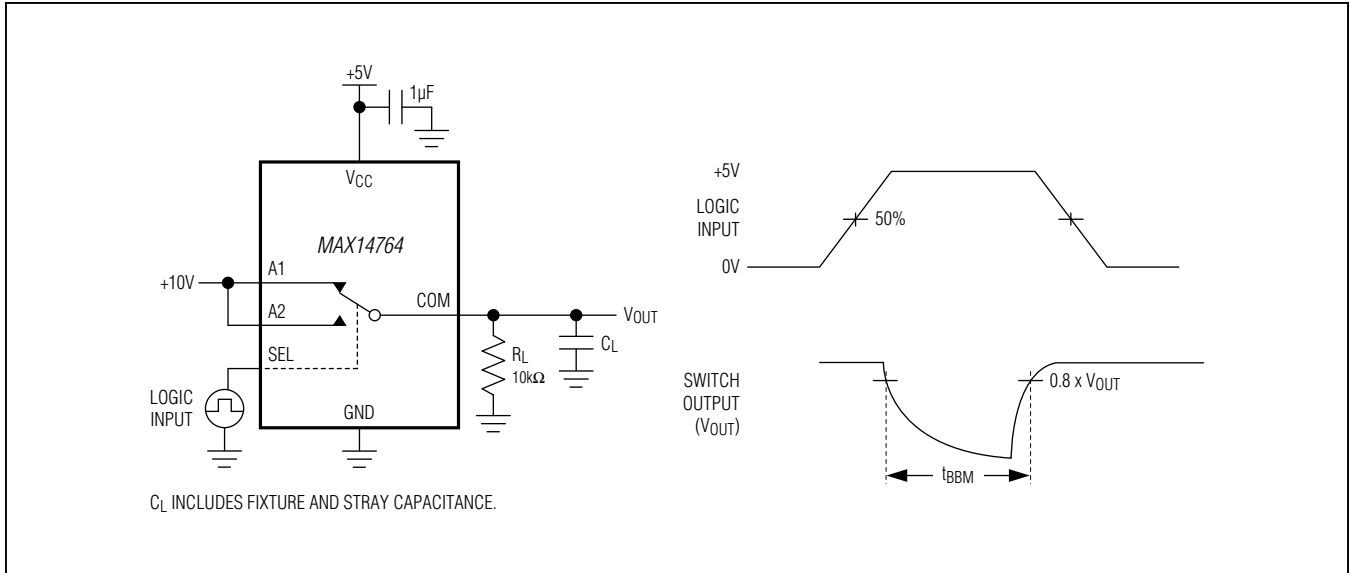 +5V
1µF
VCC
MAX14764
+10V
A1
A2
COM
VOUT
SEL
RL
10kΩ
CL
LOGIC
INPUT
GND
CL INCLUDES FIXTURE AND STRAY CAPACITANCE.
+5V
LOGIC
INPUT
50%
0V
SWITCH
OUTPUT
(VOUT)
0.8 x VOUT
tBBM